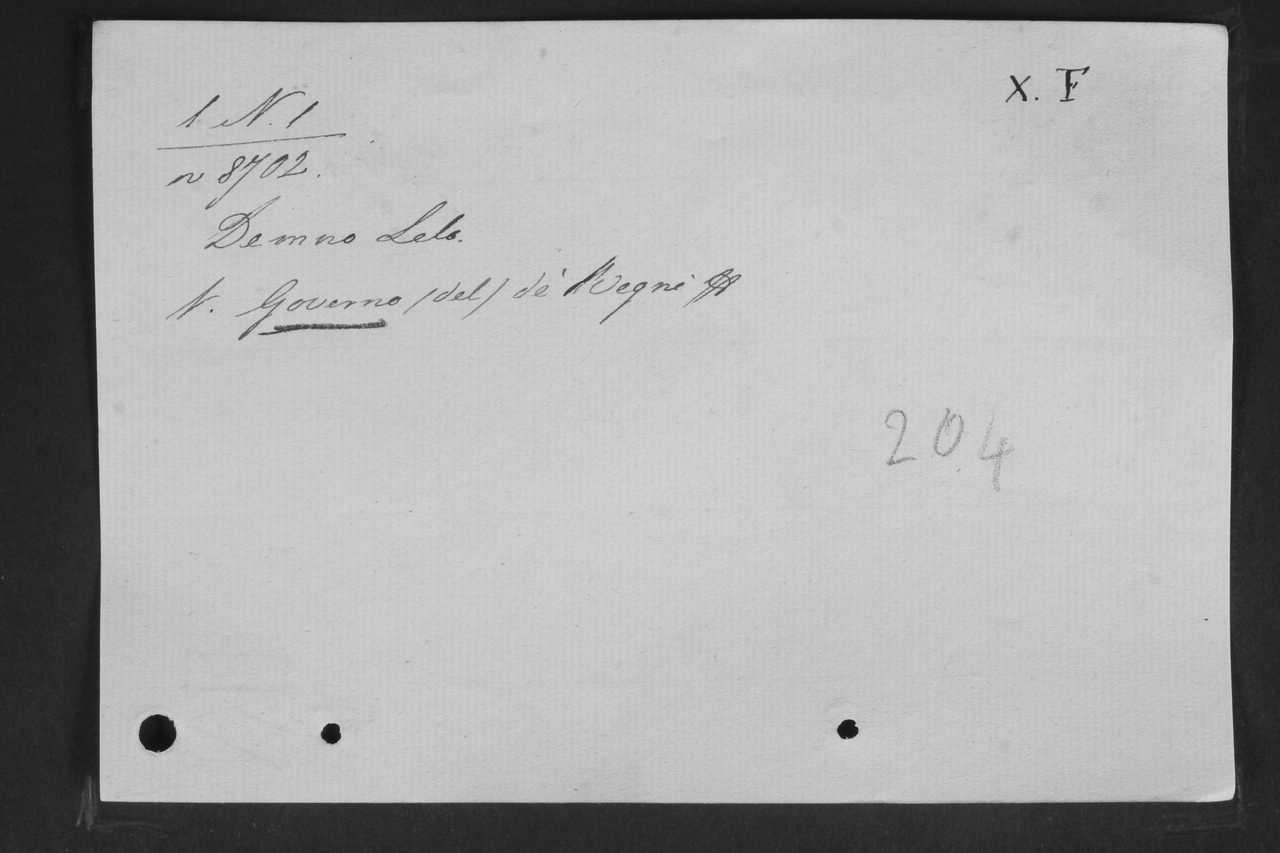 X. F
1 N. 1
n 8702.
Demno Lelo.
V. Governo (del) de' Regni &
204